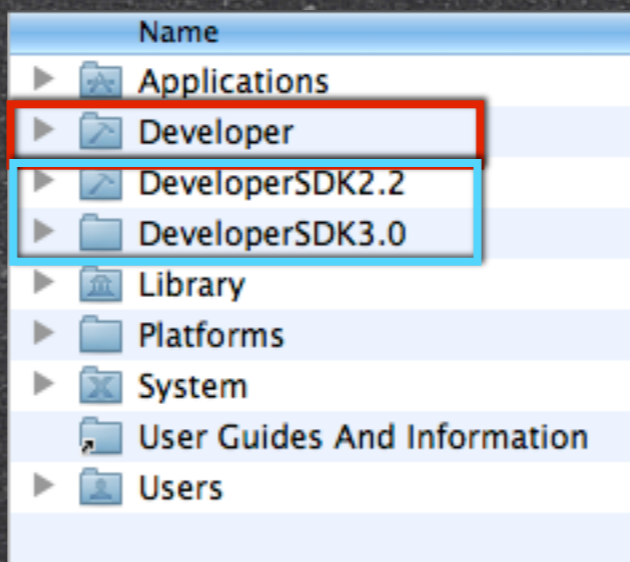 Name
Applications
Developer
DeveloperSDK2.2
DeveloperSDK3.0
Library
Platforms
System
User Guides And Information
Users